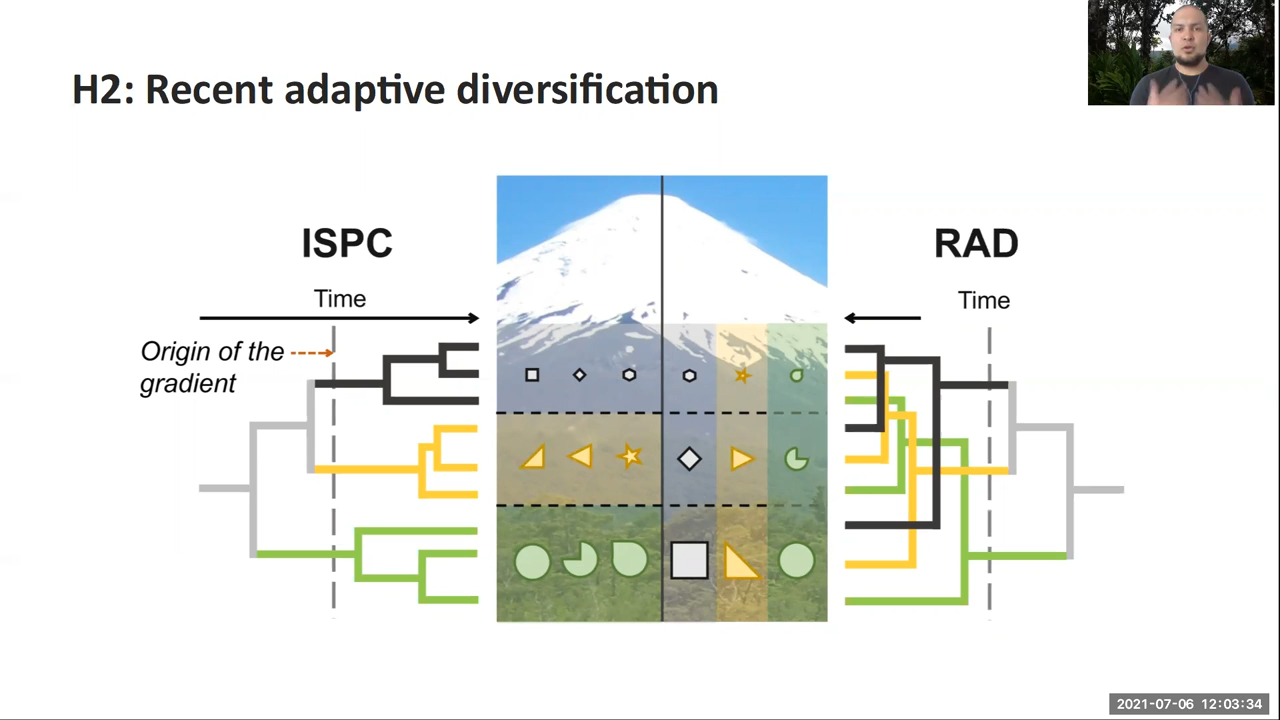 H2: Recent adaptive diversification
ISPC
RAD
Time
Time
Origin of the
gradient
2021-07-06 12:03:34